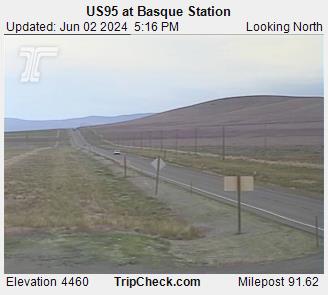 US95 at Basque Station
Updated: Jun 02 2024 5:16 PM Looking North
Elevation 4460 TripCheck.com Milepost 91.62